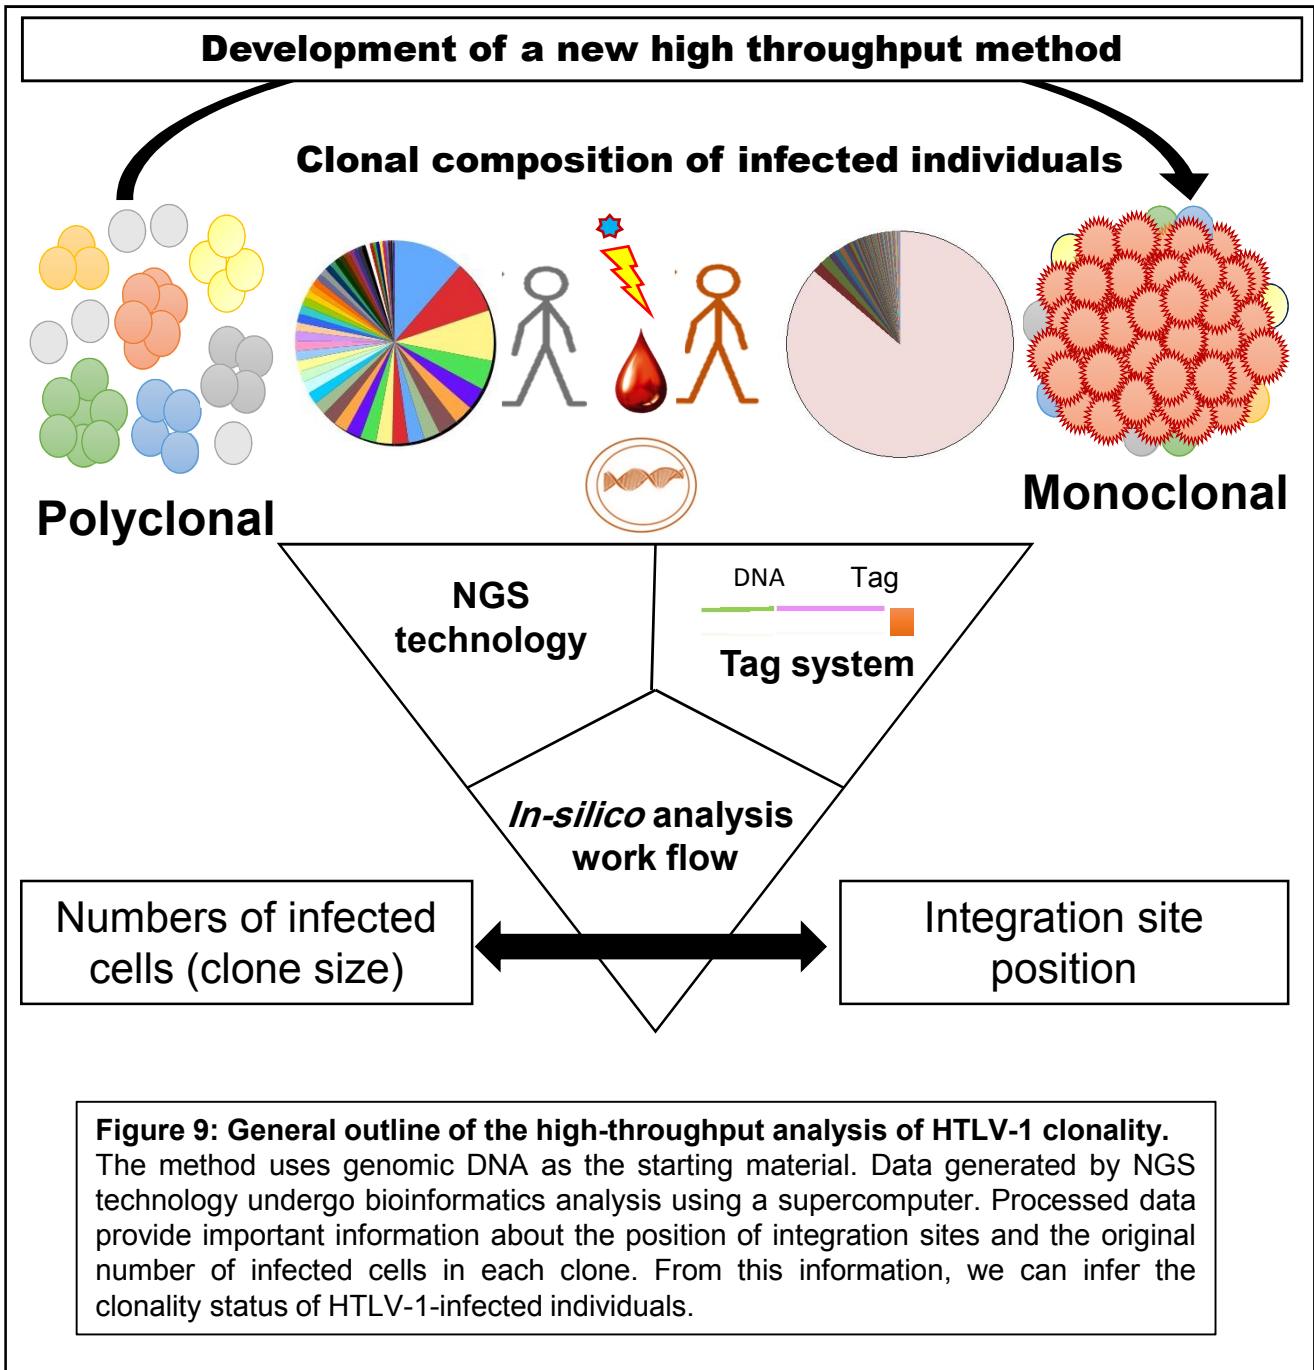 Development of a new high throughput method
Clonal composition of infected individuals
Polyclonal
Monoclonal
NGS
technology
DNA
Tag
Tag system
In-silico analysis
work flow
Numbers of infected
cells (clone size)
Integration site
position
Figure 9: General outline of the high-throughput analysis of HTLV-1 clonality.
The method uses genomic DNA as the starting material. Data generated by NGS
technology undergo bioinformatics analysis using a supercomputer. Processed data
provide important information about the position of integration sites and the original
number of infected cells in each clone. From this information, we can infer the
clonality status of HTLV-1-infected individuals.